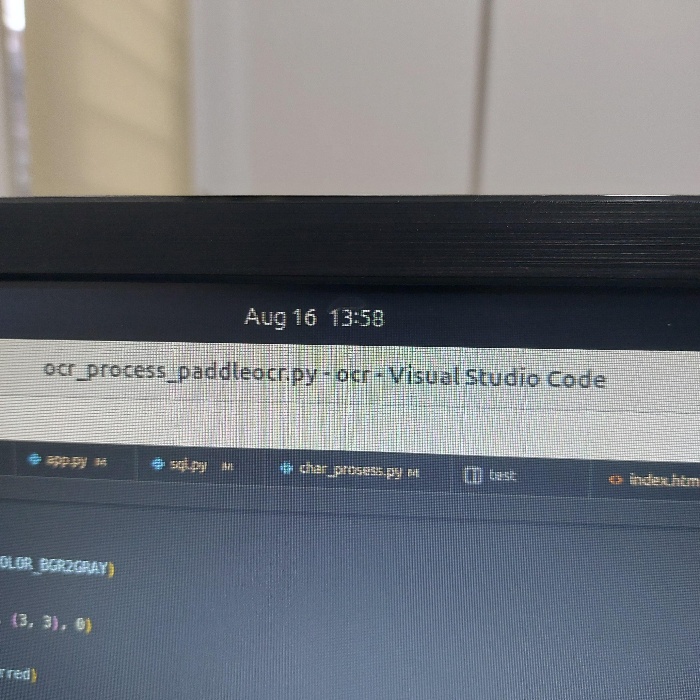 Aug 16 13:58
ocr_process_paddleocr.py - ocr - Visual Studio Code
app.py M sql.py M char_prosess.py M test index.htm
OLOR_BGR2GRAY)
(3, 3), 0)
rred)